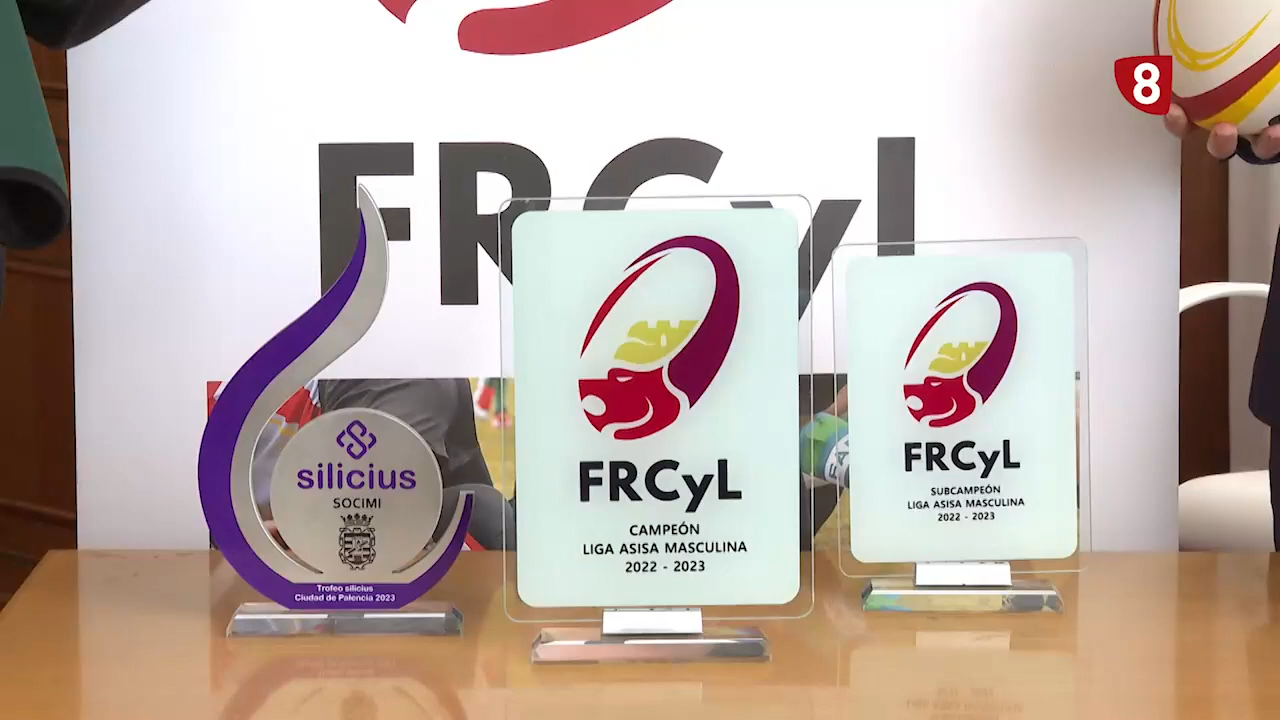 8
FRCyL
silicius
SOCIMI
Trofeo silicius
Ciudad de Palencia 2023
FRCyL
CAMPEÓN
LIGA ASISA MASCULINA
2022 - 2023
FRCyL
SUBCAMPEÓN
LIGA ASISA MASCULINA
2022 - 2023